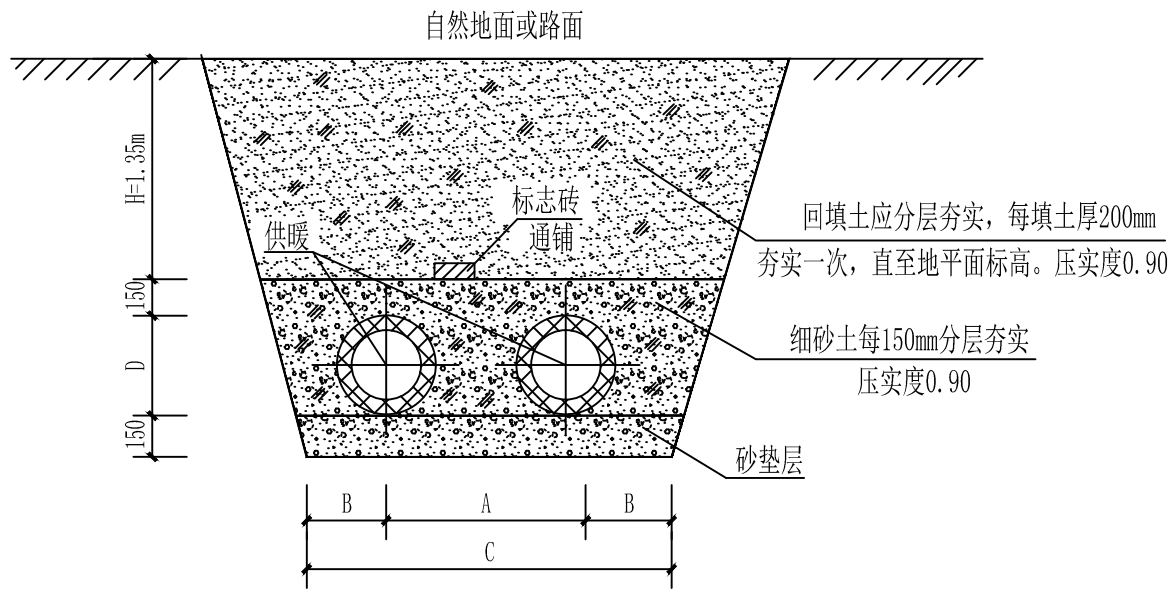 自然地面或路面
H=1.35m
标志砖
通铺
供暖
回填土应分层夯实，每填土厚200mm
夯实一次，直至地平面标高。压实度0.90
150
D
细砂土每150mm分层夯实
压实度0.90
150
砂垫层
B A B
C